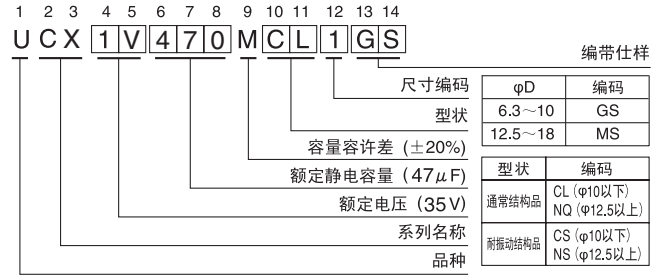 1 2 3 4 5 6 7 8 9 10 11 12 13 14
U C X 1 V 4 7 0 M C L 1 G S
编带仕样
尺寸编码
型状
容量容许差 (±20%)
额定静电容量 (47μF)
额定电压 (35V)
系列名称
品种
φD 编码
6.3～10 GS
12.5～18 MS
型状 编码
通常结构品 CL (φ10以下)
NQ (φ12.5以上)
耐振动结构品 CS (φ10以下)
NS (φ12.5以上)